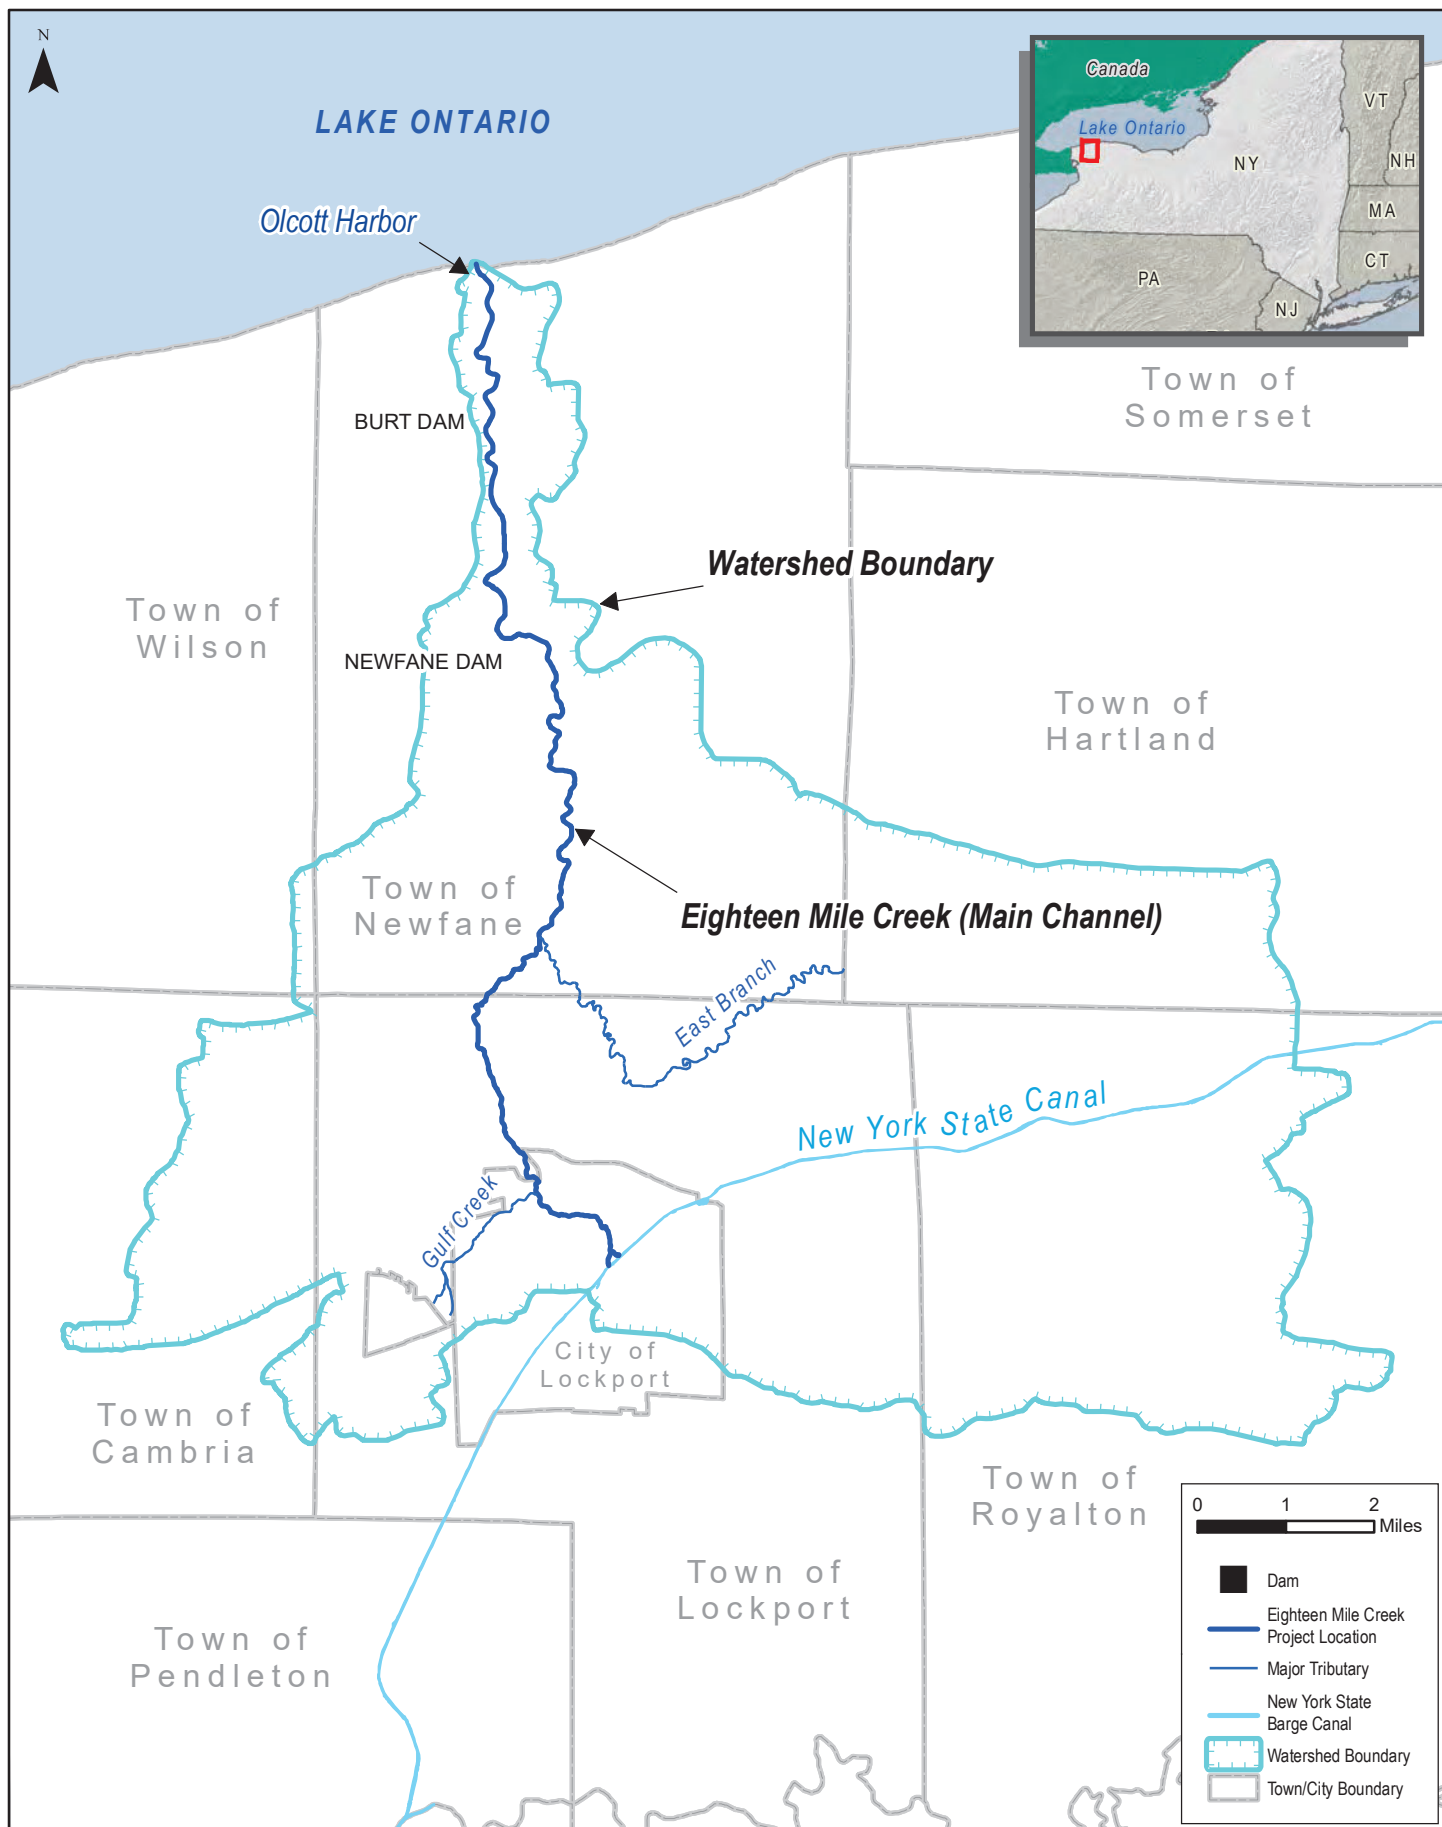 N
LAKE ONTARIO
Olcott Harbor
Canada
Lake Ontario
VT
NH
NY
MA
CT
PA
NJ
Town of
Somerset
BURT DAM
Watershed Boundary
Town of
Wilson
NEWFANE DAM
Town of
Hartland
Town of
Newfane
Eighteen Mile Creek (Main Channel)
East Branch
New York State Canal
Gulf Creek
City of
Lockport
Town of
Cambria
Town of
Royalton
Town of
Lockport
Town of
Pendleton
0 1 2
Miles
Dam
Eighteen Mile Creek
Project Location
Major Tributary
New York State
Barge Canal
Watershed Boundary
Town/City Boundary